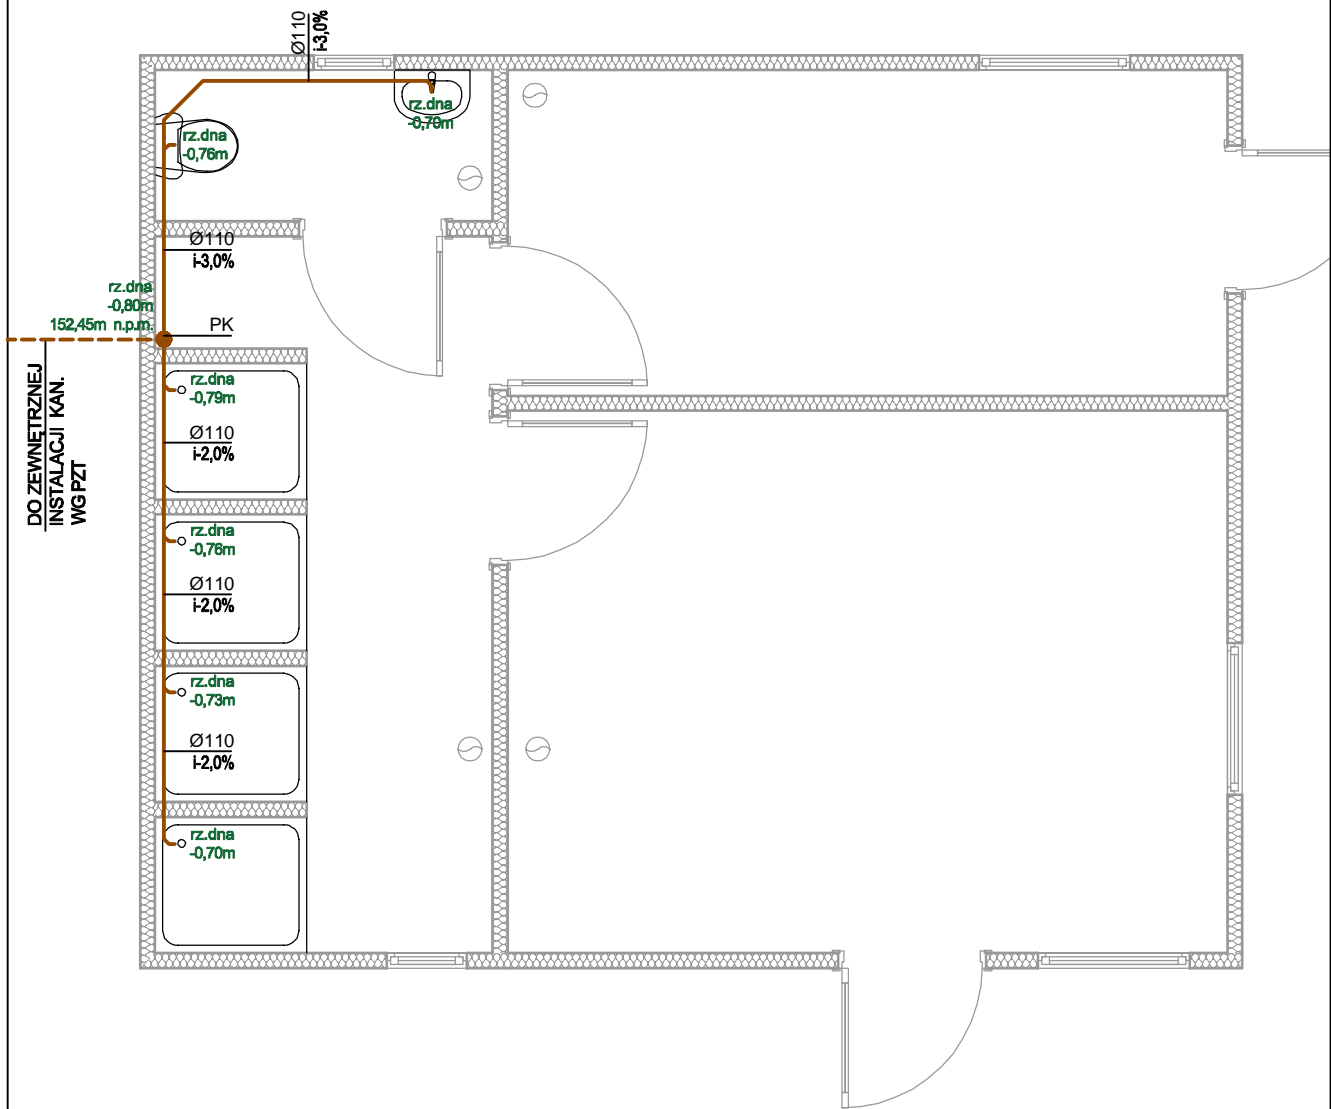 Ø110
i-3,0%
rz.dna
-0,70m
rz.dna
-0,76m
Ø110
i-3,0%
rz.dna
-0,80m
152,45m n.p.m.
PK
DO ZEWNĘTRZNEJ
INSTALACJI KAN.
WG PZT
rz.dna
-0,79m
Ø110
i-2,0%
rz.dna
-0,76m
Ø110
i-2,0%
rz.dna
-0,73m
Ø110
i-2,0%
rz.dna
-0,70m